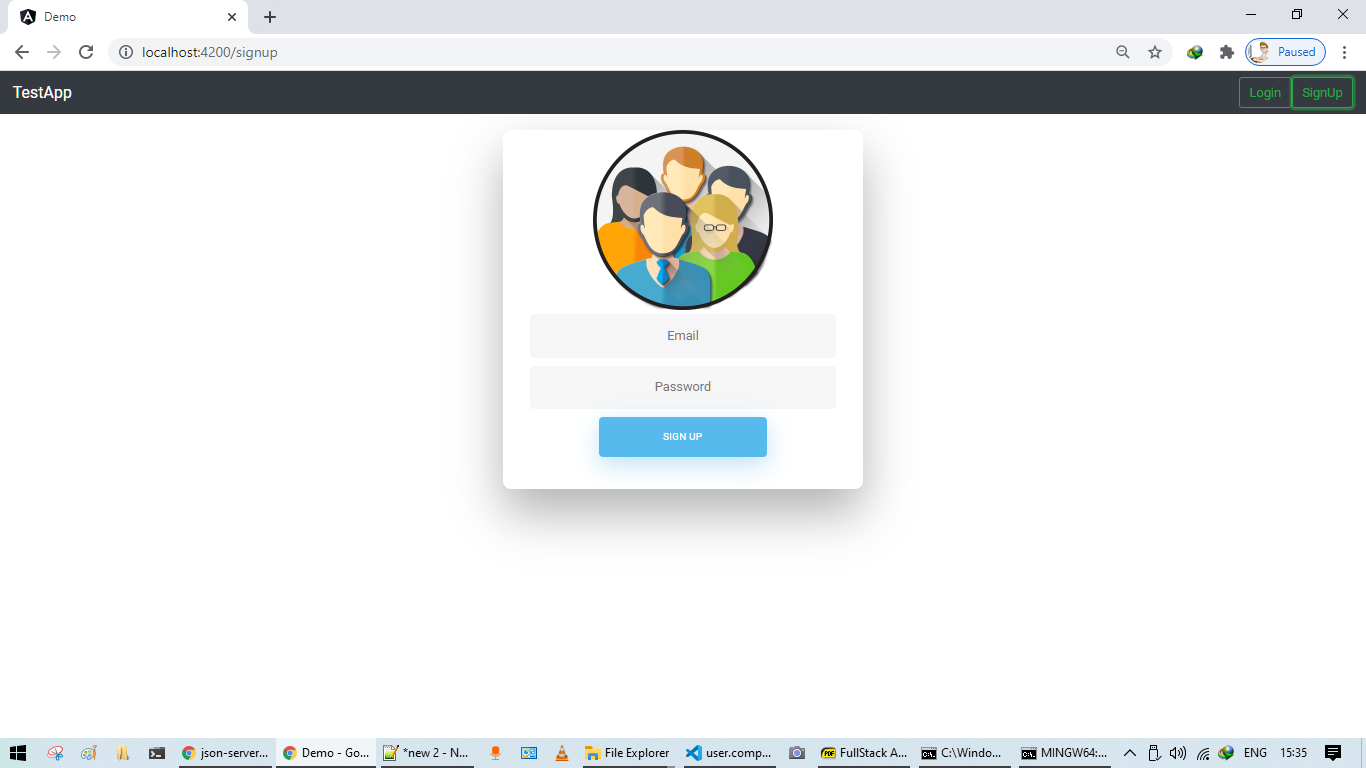 Demo
localhost:4200/signup
Paused
TestApp
Login
SignUp
Email
Password
SIGN UP
json-server...
Demo - Go...
*new 2 - N...
File Explorer
user.comp...
PDF
FullStack A...
C:\Windo...
MINGW64:...
ENG
15:35